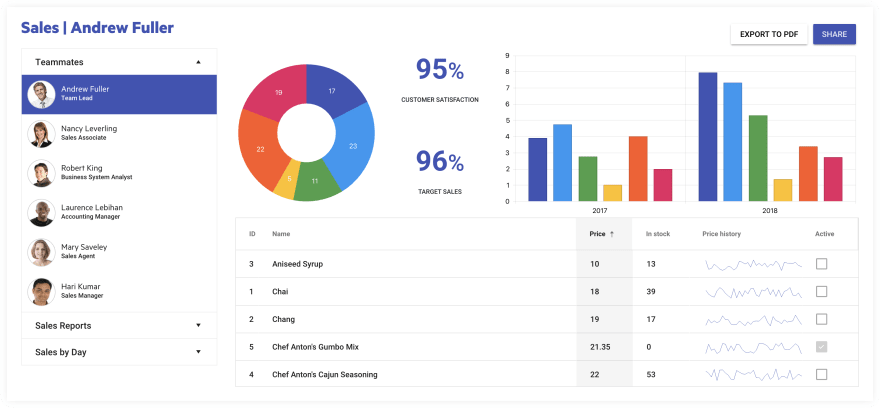 Sales | Andrew Fuller
EXPORT TO PDF
SHARE
Teammates
Andrew Fuller
Team Lead
Nancy Leverling
Sales Associate
Robert King
Business System Analyst
Laurence Lebihan
Accounting Manager
Mary Saveley
Sales Agent
Hari Kumar
Sales Manager
Sales Reports
Sales by Day
19
17
22
23
5
11
95%
CUSTOMER SATISFACTION
96%
TARGET SALES
9
8
7
6
5
4
3
2
1
0
2017
2018
ID Name Price In stock Price history Active
3 Aniseed Syrup 10 13
1 Chai 18 39
2 Chang 19 17
5 Chef Anton's Gumbo Mix 21.35 0
4 Chef Anton's Cajun Seasoning 22 53